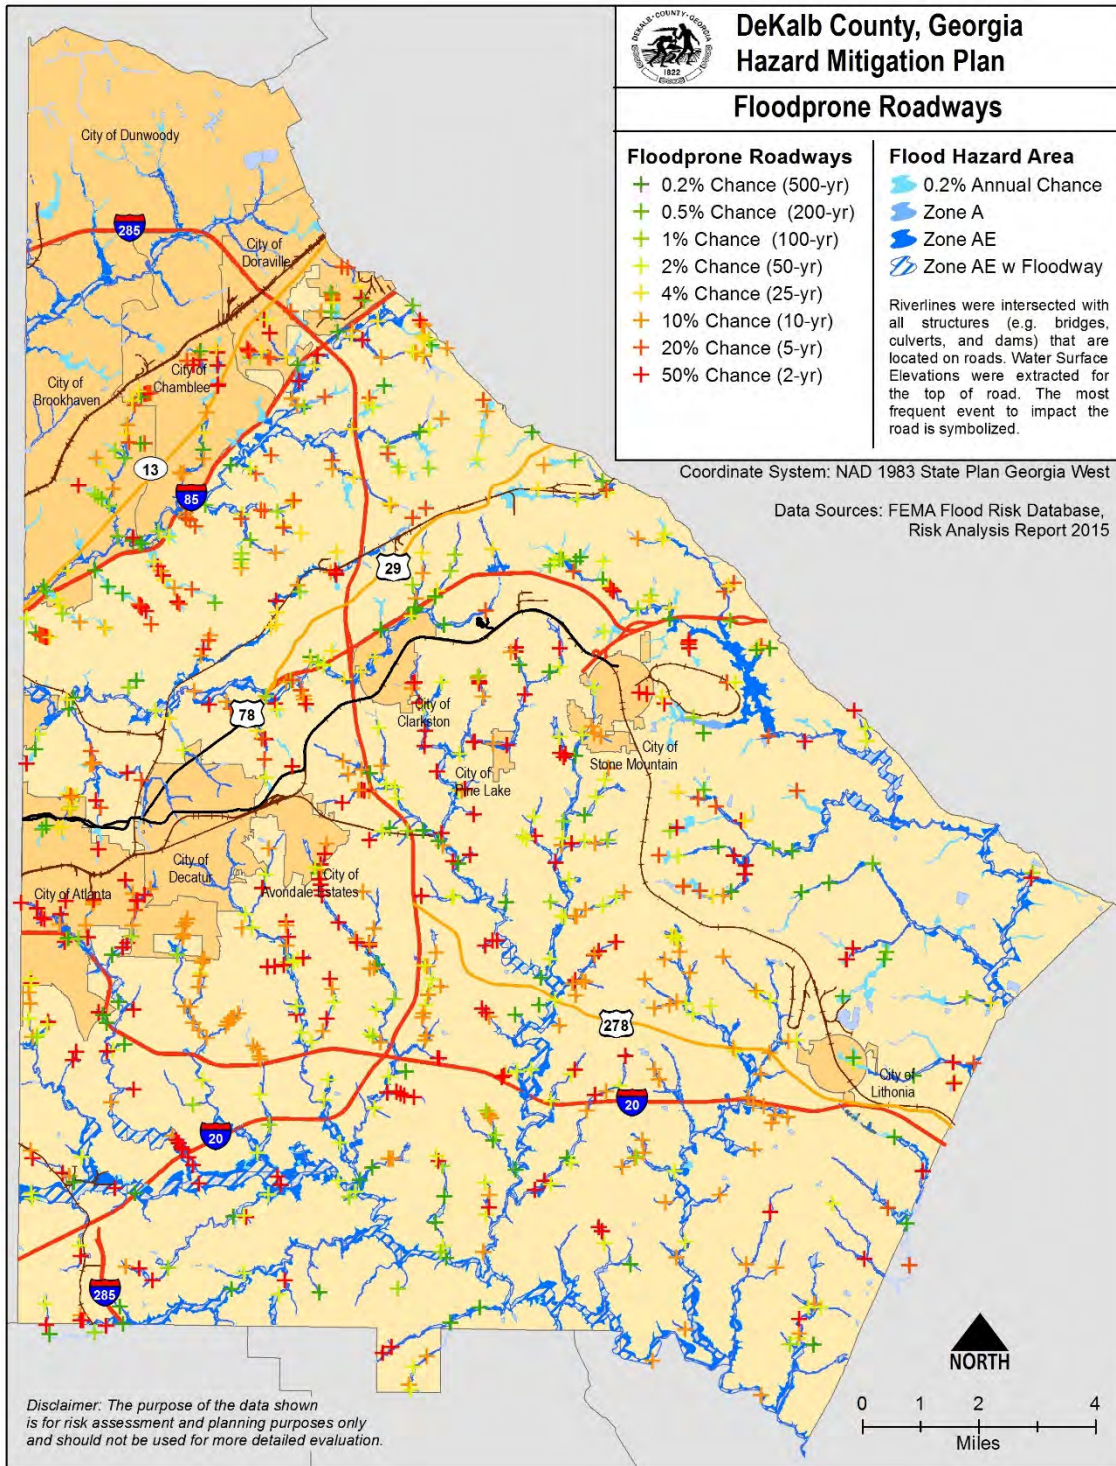 DEKALB·COUNTY, GEORGIA
1822
DeKalb County, Georgia
Hazard Mitigation Plan
Floodprone Roadways
Floodprone Roadways
0.2% Chance (500-yr)
0.5% Chance (200-yr)
1% Chance (100-yr)
2% Chance (50-yr)
4% Chance (25-yr)
10% Chance (10-yr)
20% Chance (5-yr)
50% Chance (2-yr)
Flood Hazard Area
0.2% Annual Chance
Zone A
Zone AE
Zone AE w Floodway
Riverlines were intersected with
all structures (e.g. bridges,
culverts, and dams) that are
located on roads. Water Surface
Elevations were extracted for
the top of road. The most
frequent event to impact the
road is symbolized.
Coordinate System: NAD 1983 State Plan Georgia West
Data Sources: FEMA Flood Risk Database,
Risk Analysis Report 2015
City of Dunwoody
285
City of
Doraville
City of
Chamblee
City of
Brookhaven
13
85
29
78
City of
Clarkston
City of
Stone Mountain
City of
Pine Lake
City of
Decatur
City of
Avondale Estates
City of Atlanta
278
City of
Lithonia
20
20
285
NORTH
0 1 2 4
Miles
Disclaimer: The purpose of the data shown
is for risk assessment and planning purposes only
and should not be used for more detailed evaluation.